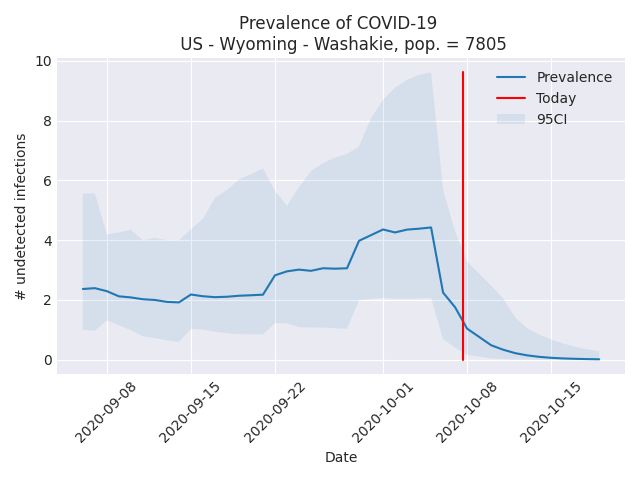 Prevalence of COVID-19
US - Wyoming - Washakie, pop. = 7805
# undetected infections
10
8
6
4
2
0
Prevalence
Today
95CI
2020-09-08
2020-09-15
2020-09-22
2020-10-01
2020-10-08
2020-10-15
Date